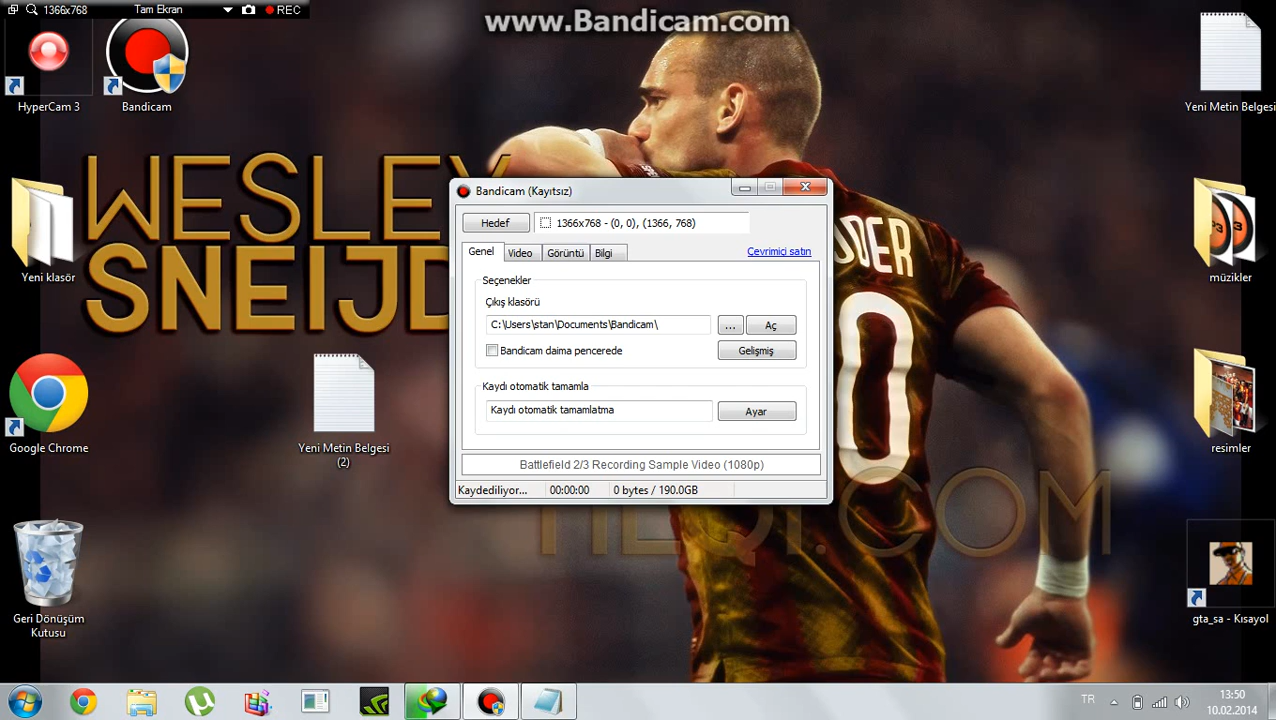 1366x768 Tam Ekran REC
www.Bandicam.com
HyperCam 3
Bandicam
Yeni Metin Belgesi
WESLEY
SNEIJD
DER
10
Yeni klasör
müzikler
Bandicam (Kayıtsız)
Hedef
1366x768 - (0, 0), (1366, 768)
Genel Video Görüntü Bilgi
Çevrimiçi satın
Seçenekler
Çıkış klasörü
C:\Users\stan\Documents\Bandicam\
... Aç
Bandicam daima pencerede
Gelişmiş
Kaydı otomatik tamamla
Kaydı otomatik tamamlatma
Ayar
Battlefield 2/3 Recording Sample Video (1080p)
Kaydediliyor... 00:00:00 0 bytes / 190.0GB
Google Chrome
Yeni Metin Belgesi
(2)
resimler
Geri Dönüşüm
Kutusu
gta_sa - Kısayol
TR
13:50
10.02.2014